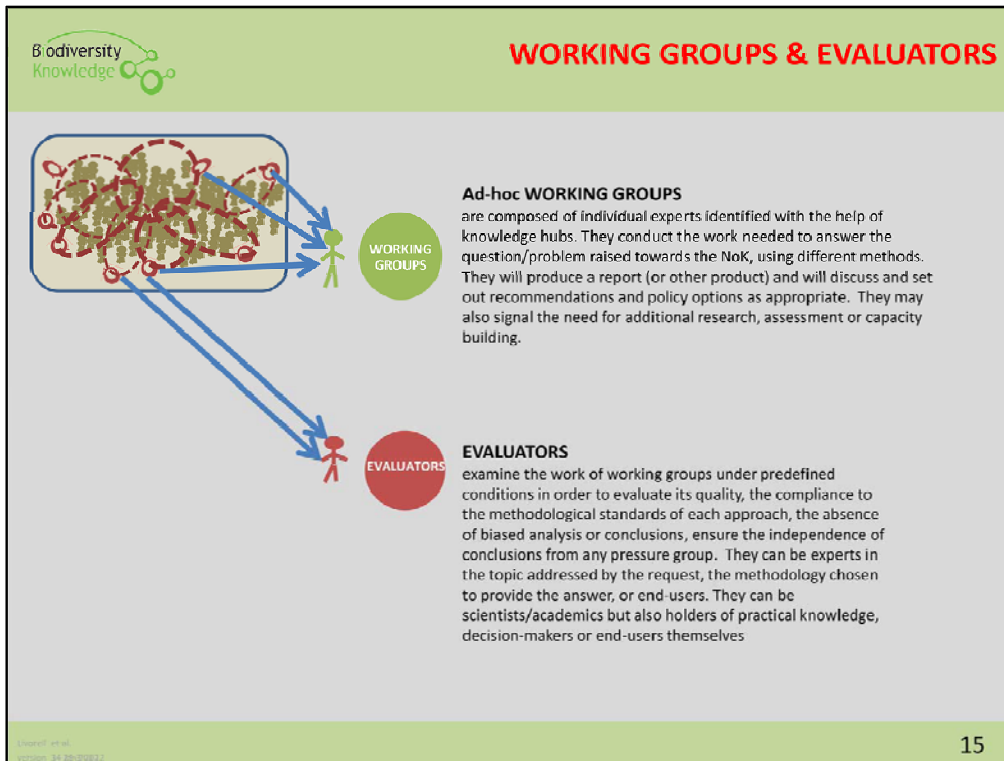 Biodiversity
Knowledge
WORKING GROUPS & EVALUATORS
WORKING
GROUPS
Ad-hoc WORKING GROUPS
are composed of individual experts identified with the help of
knowledge hubs. They conduct the work needed to answer the
question/problem raised towards the NoK, using different methods.
They will produce a report (or other product) and will discuss and set
out recommendations and policy options as appropriate. They may
also signal the need for additional research, assessment or capacity
building.
EVALUATORS
EVALUATORS
examine the work of working groups under predefined
conditions in order to evaluate its quality, the compliance to
the methodological standards of each approach, the absence
of biased analysis or conclusions, ensure the independence of
conclusions from any pressure group. They can be experts in
the topic addressed by the request, the methodology chosen
to provide the answer, or end-users. They can be
scientists/academics but also holders of practical knowledge,
decision-makers or end-users themselves
et al.
version
15